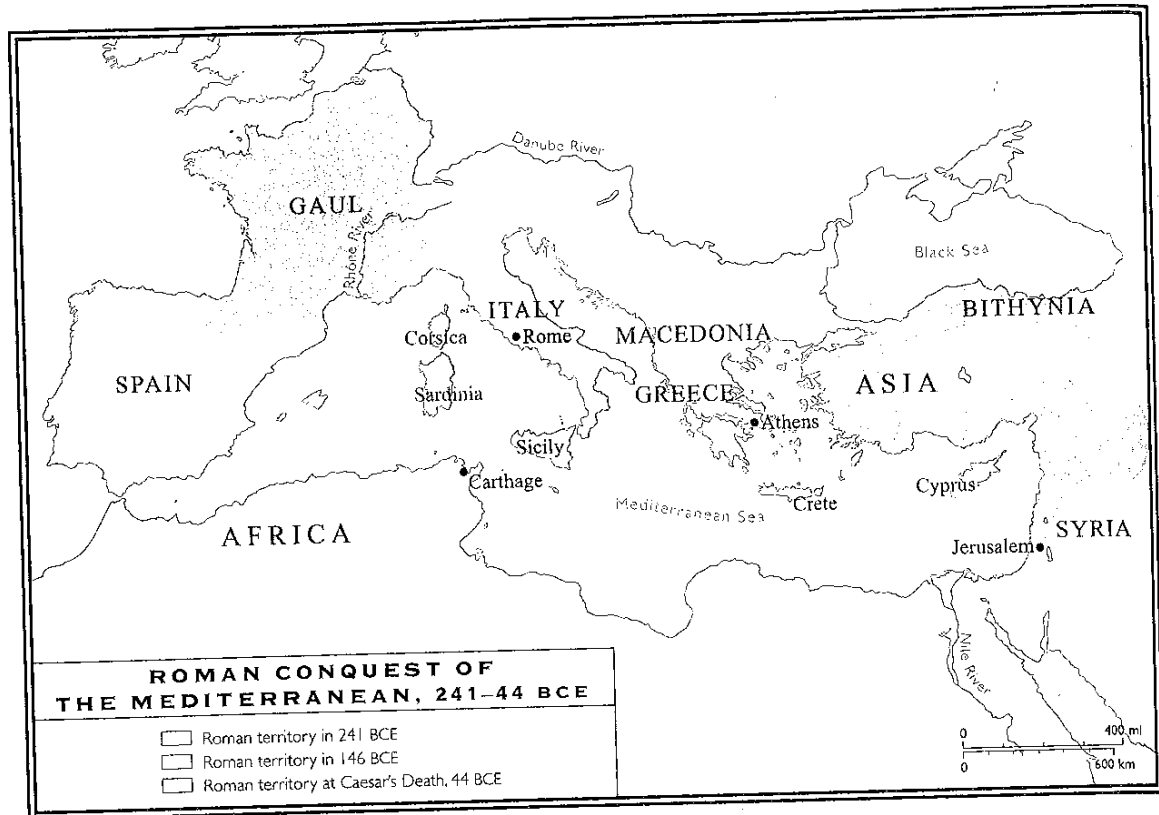 Danube River
GAUL
Rhône River
Black Sea
BITHYNIA
ITALY
Corsica
Rome
MACEDONIA
SPAIN
Sardinia
GREECE
ASIA
Athens
Sicily
Carthage
Cyprus
Mediterranean Sea
Crete
AFRICA
SYRIA
Jerusalem
Nile River
ROMAN CONQUEST OF
THE MEDITERRANEAN, 241–44 BCE
Roman territory in 241 BCE
Roman territory in 146 BCE
Roman territory at Caesar's Death, 44 BCE
0 400 mi
0 600 km